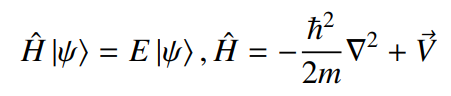 Ĥ|ψ⟩ = E|ψ⟩, Ĥ = −ℏ²/2m ∇² + V⃗